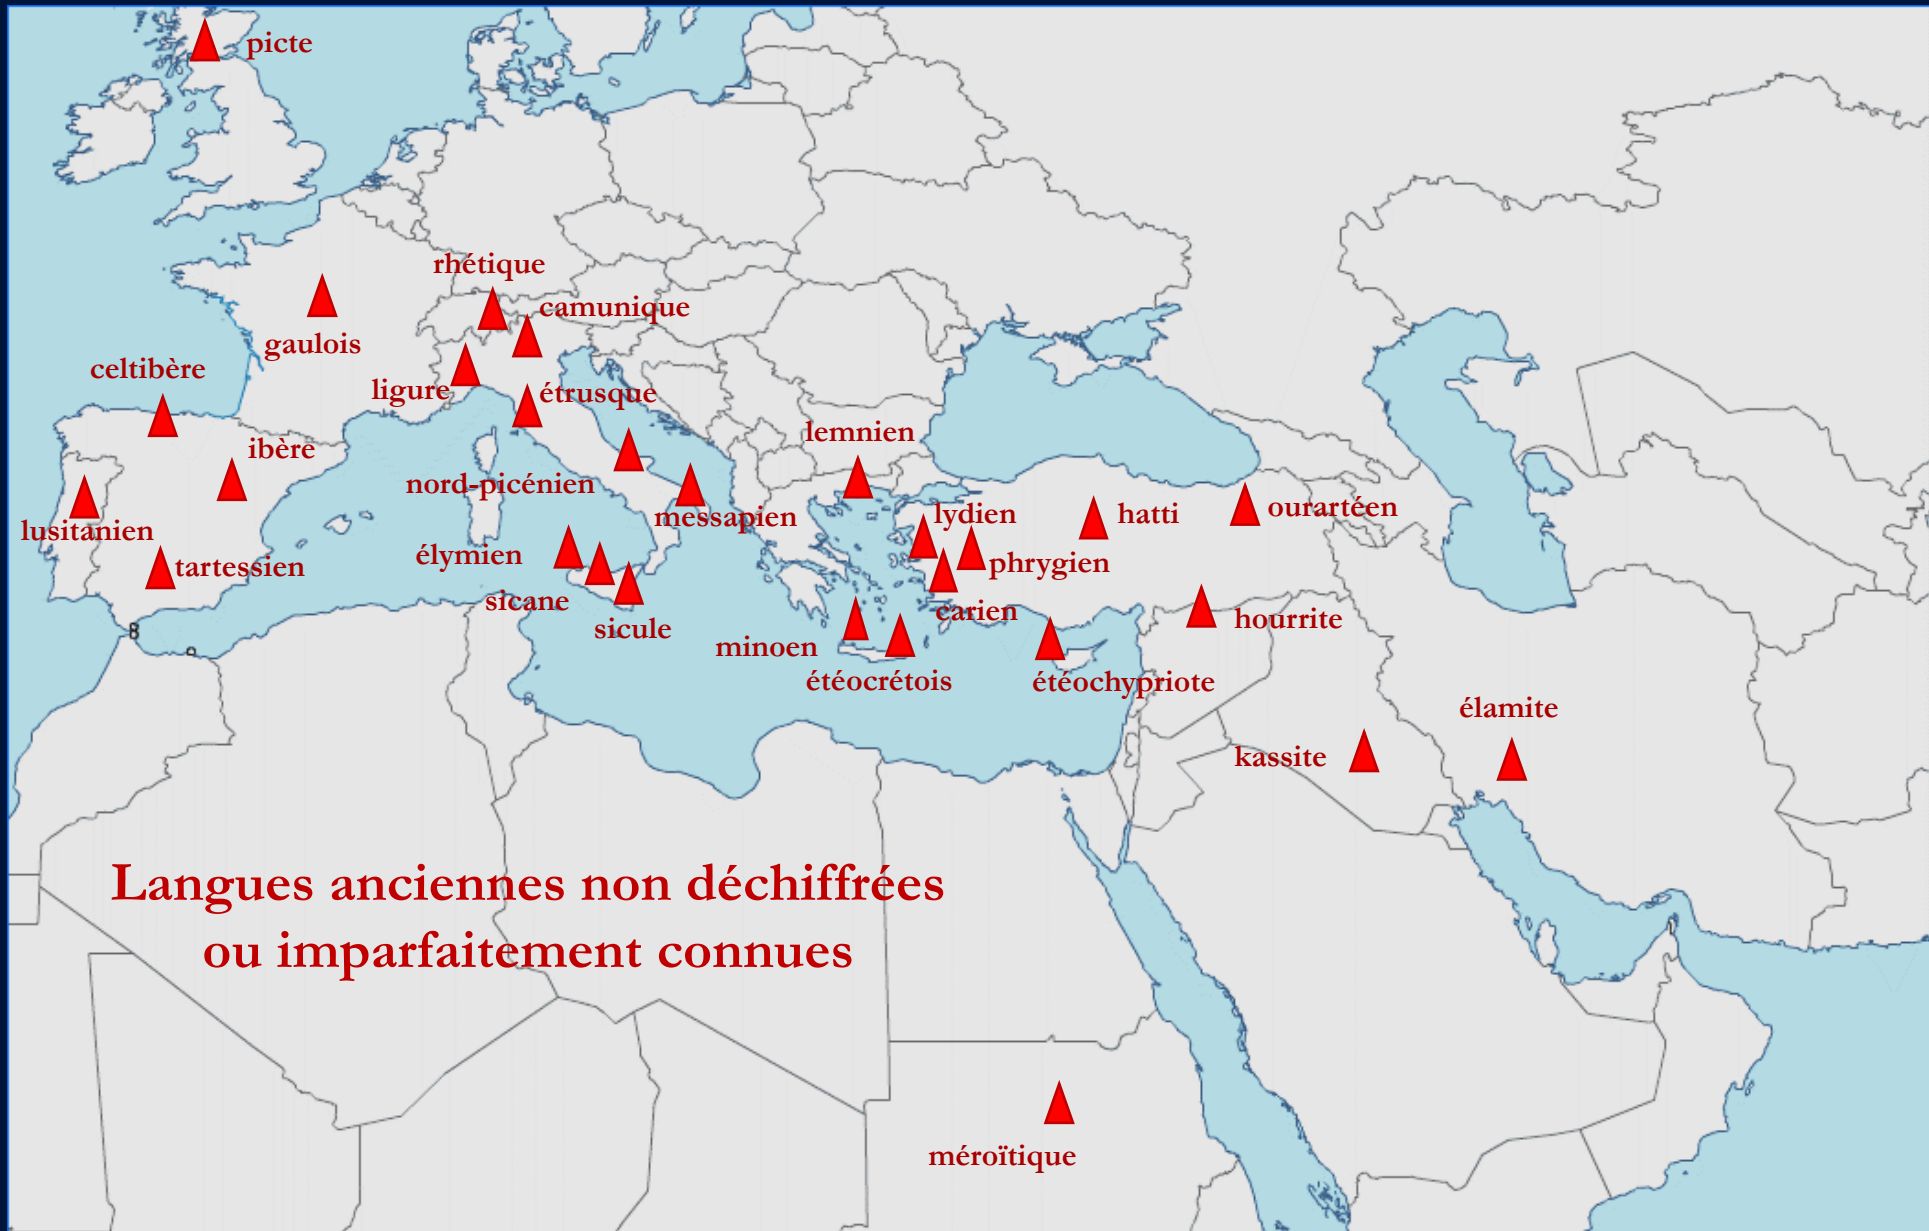 picte
rhétique
camunique
gaulois
celtibère
ligure
étrusque
ibère
lemnien
nord-picénien
messapien
lydien
hatti
ourartéen
lusitanien
tartessien
élymien
phrygien
sicane
carien
sicule
hourrite
minoen
étéocrétois
étéochypriote
élamite
kassite
Langues anciennes non déchiffrées
ou imparfaitement connues
méroïtique